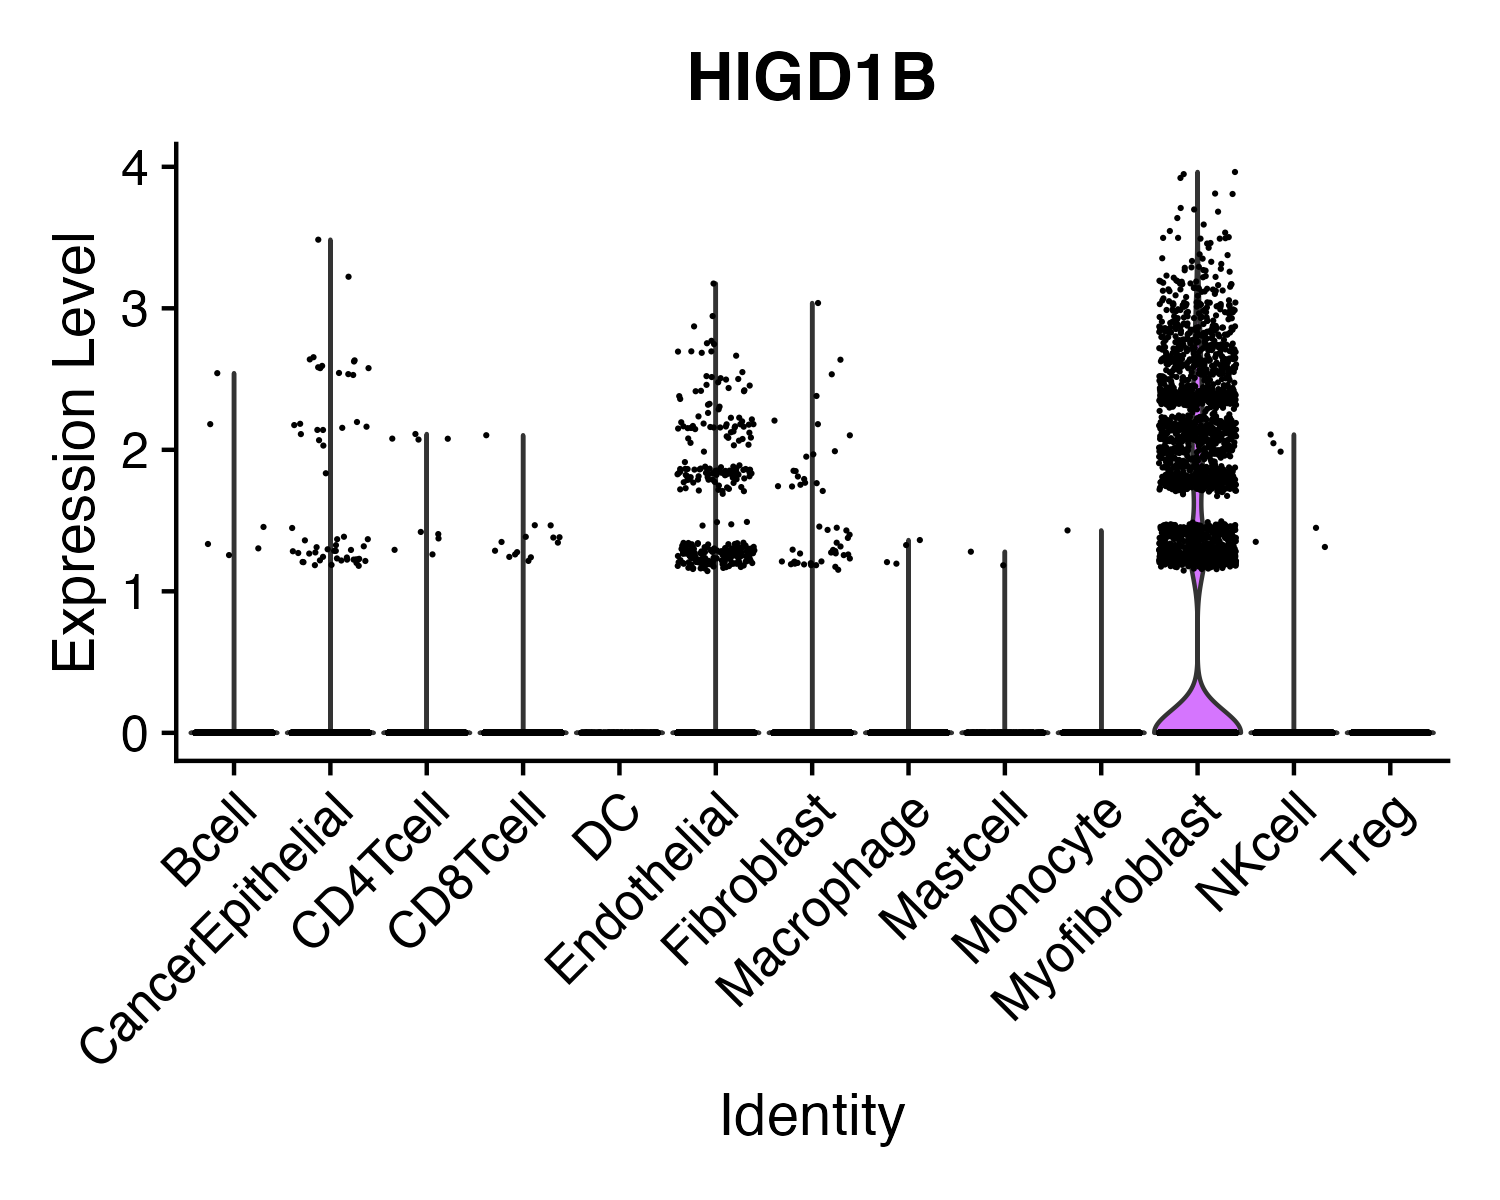 HIGD1B
Expression Level
4
3
2
1
0
Bcell
CancerEpithelial
CD4Tcell
CD8Tcell
DC
Endothelial
Fibroblast
Macrophage
Mastcell
Monocyte
Myofibroblast
NKcell
Treg
Identity